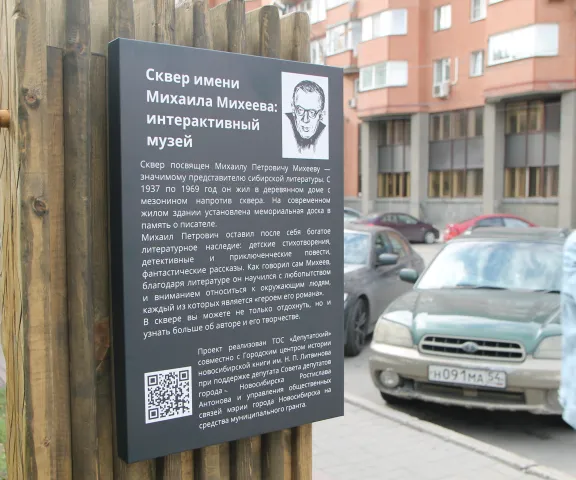 Сквер имени
Михаила Михеева:
интерактивный
музей
Сквер посвящен Михаилу Петровичу Михееву —
значимому представителю сибирской литературы. С
1937 по 1969 год он жил в деревянном доме с
мезонином напротив сквера. На современном
жилом здании установлена мемориальная доска в
память о писателе.
Михаил Петрович оставил после себя богатое
литературное наследие: детские стихотворения,
детективные и приключенческие повести,
фантастические рассказы. Как говорил сам Михеев,
благодаря литературе он научился с любопытством
и вниманием относиться к окружающим людям,
каждый из которых является «героем его романа».
В сквере вы можете не только отдохнуть, но и
узнать больше об авторе и его творчестве.
Проект реализован ТОС «Депутатский»
совместно с Городским центром истории
новосибирской книги им. Н. П. Литвинова
при поддержке депутата Совета депутатов
города Новосибирска Ростислава
Антонова и управления общественных
связей мэрии города Новосибирска на
средства муниципального гранта.
Н091МА 54